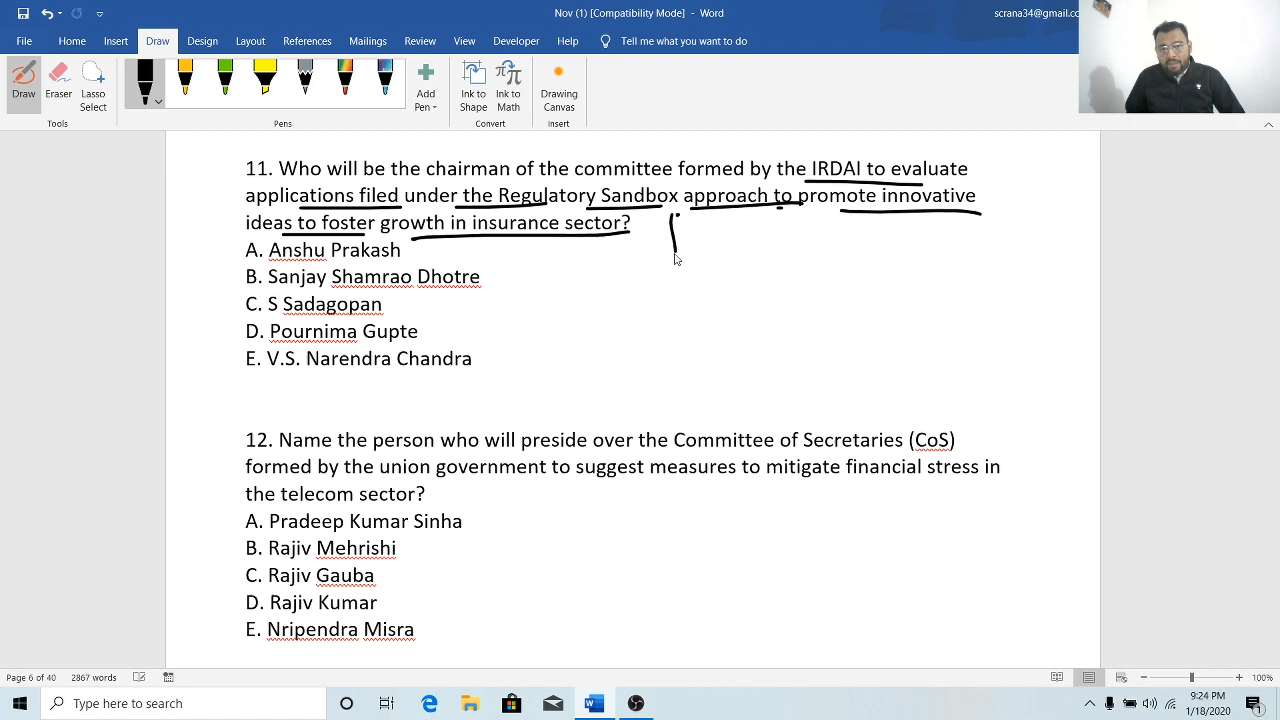 Nov (1) [Compatibility Mode] - Word
scrana34@gmail.co
File Home Insert Draw Design Layout References Mailings Review View Developer Help Tell me what you want to do
Draw Eraser Lasso Select
Add Pen
Ink to Shape Ink to Math
Drawing Canvas
Tools Pens Convert Insert
11. Who will be the chairman of the committee formed by the IRDAI to evaluate
applications filed under the Regulatory Sandbox approach to promote innovative
ideas to foster growth in insurance sector?
A. Anshu Prakash
B. Sanjay Shamrao Dhotre
C. S Sadagopan
D. Pournima Gupte
E. V.S. Narendra Chandra
12. Name the person who will preside over the Committee of Secretaries (CoS)
formed by the union government to suggest measures to mitigate financial stress in
the telecom sector?
A. Pradeep Kumar Sinha
B. Rajiv Mehrishi
C. Rajiv Gauba
D. Rajiv Kumar
E. Nripendra Misra
Page 6 of 40 2867 words 100%
Type here to search
9:24 PM
1/18/2020